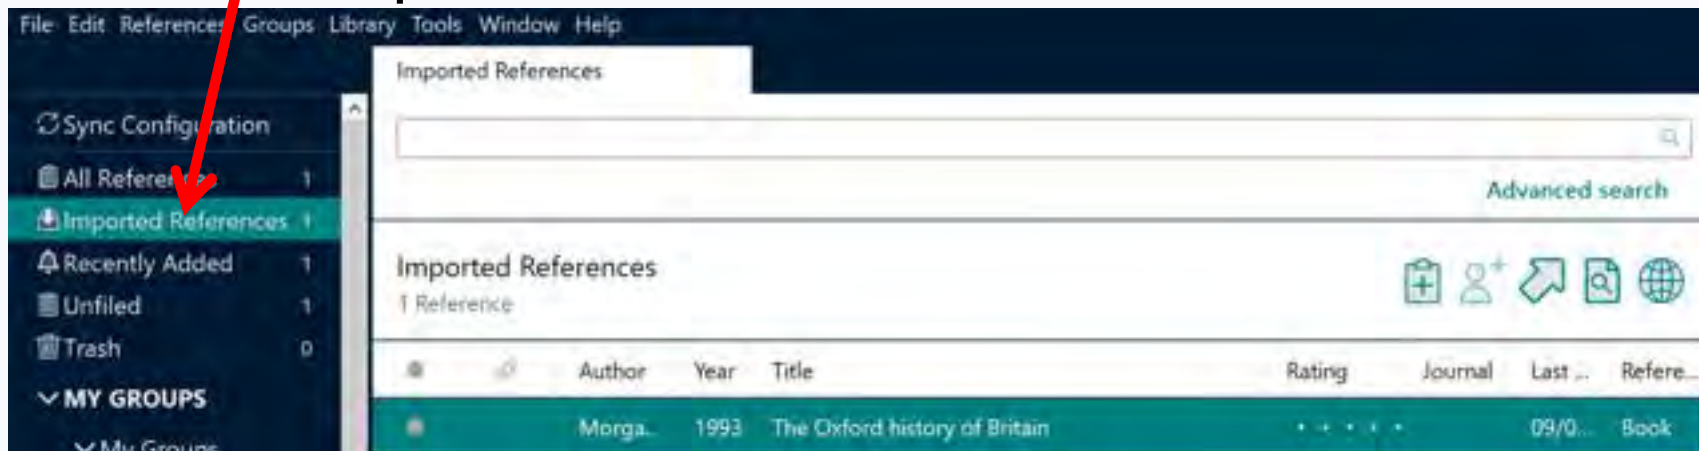 File Edit References Groups Library Tools Window Help
Imported References
Sync Configuration
All References 1
Advanced search
Imported References 1
Recently Added 1
Imported References
1 Reference
Unfiled 1
Trash 0
Author Year Title Rating Journal Last ... Refere...
MY GROUPS
Morga.. 1993 The Oxford history of Britain 09/0... Book
My Groups